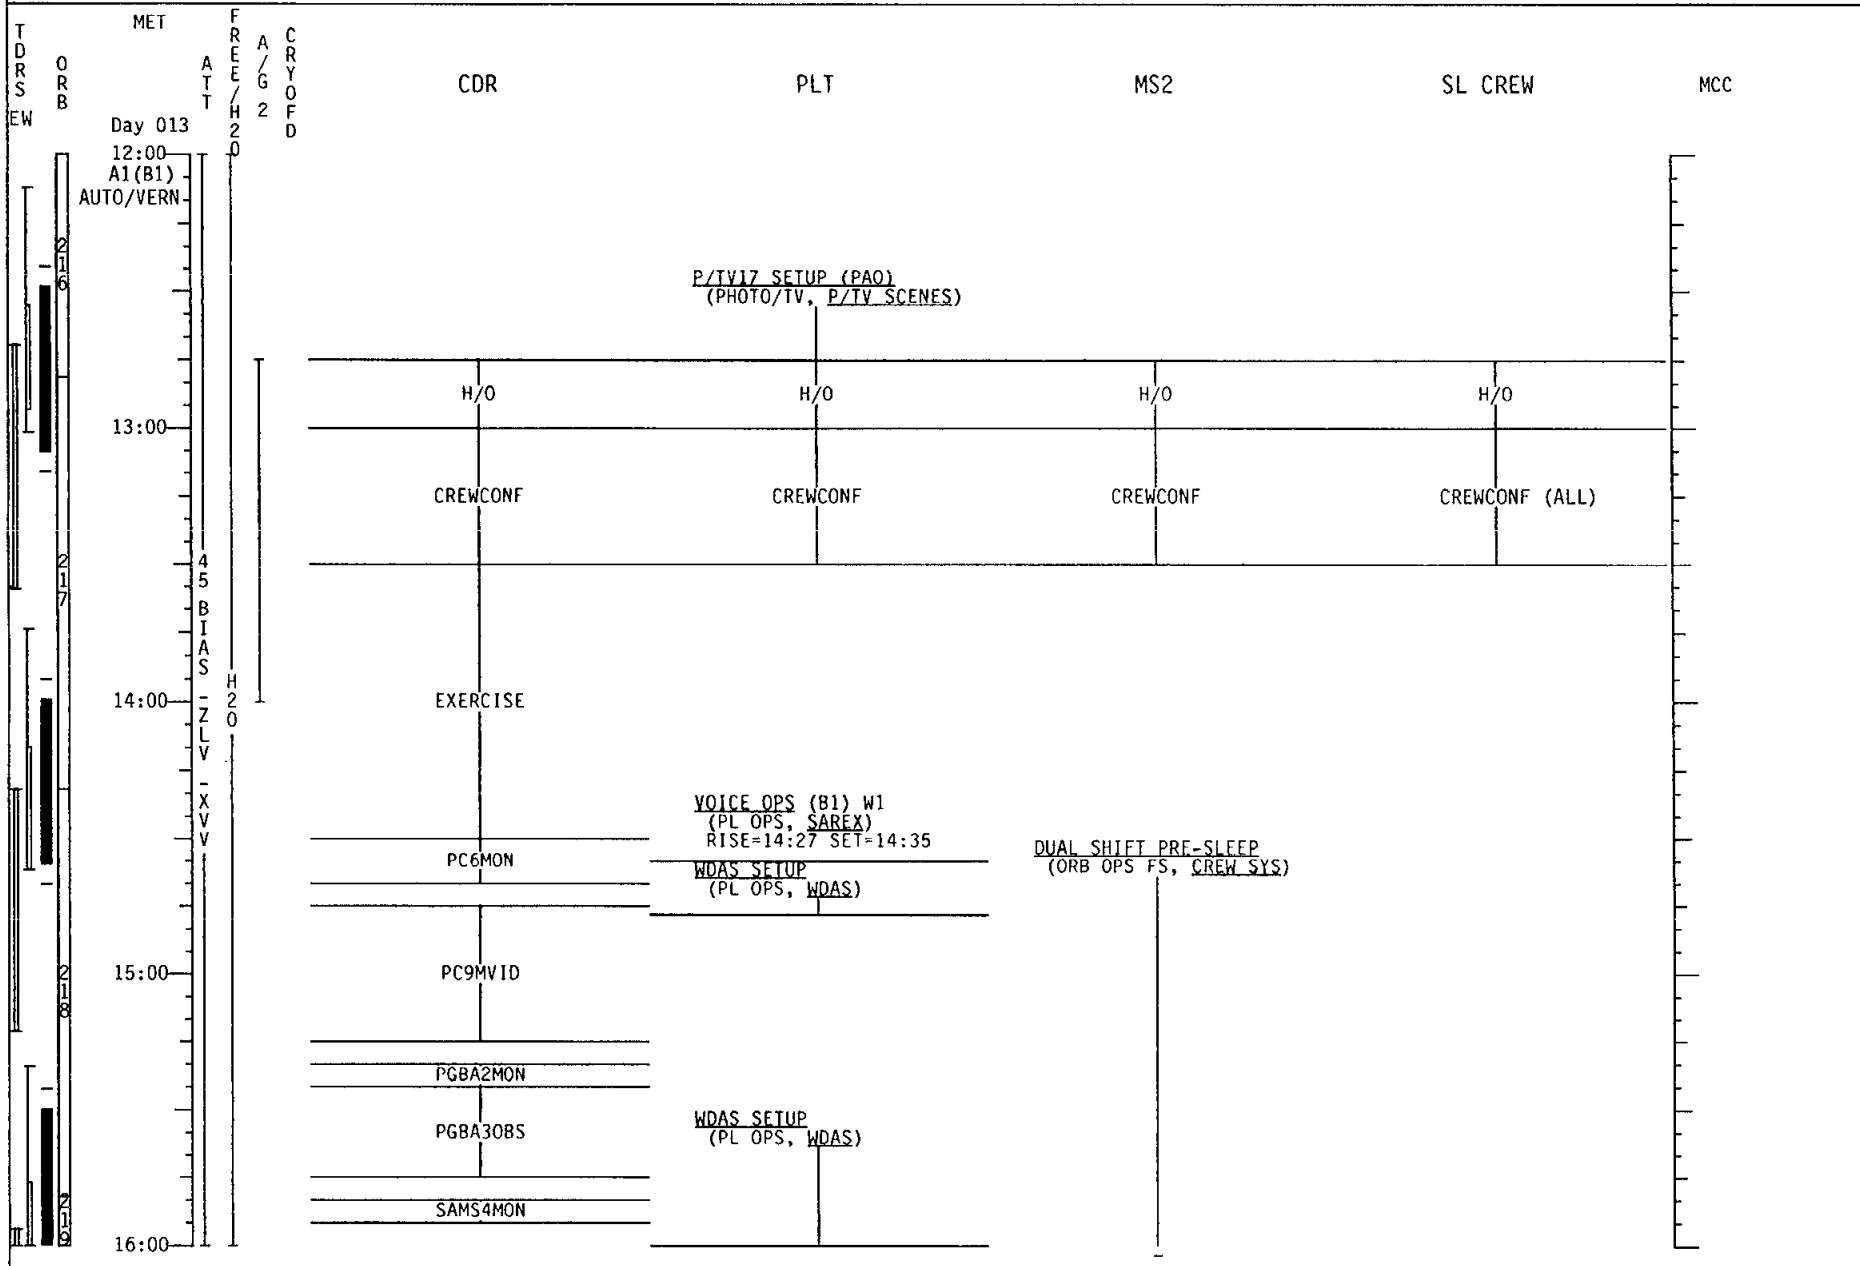 TDRS
EW
ORB
MET
ATT
FREE/H20
A/G 2
CRYOFD
CDR
PLT
MS2
SL CREW
MCC
Day 013
12:00
A1(B1)
AUTO/VERN
216
P/TV17 SETUP (PAO)
(PHOTO/TV, P/TV SCENES)
H/O
H/O
H/O
H/O
13:00
CREWCONF
CREWCONF
CREWCONF
CREWCONF (ALL)
217
45 BIAS -ZLV -XVV
H20
14:00
EXERCISE
VOICE OPS (B1) W1
(PL OPS, SAREX)
RISE=14:27 SET=14:35
PC6MON
WDAS SETUP
(PL OPS, WDAS)
DUAL SHIFT PRE-SLEEP
(ORB OPS FS, CREW SYS)
15:00
PC9MVID
218
PGBA2MON
PGBA3OBS
WDAS SETUP
(PL OPS, WDAS)
SAMS4MON
219
16:00